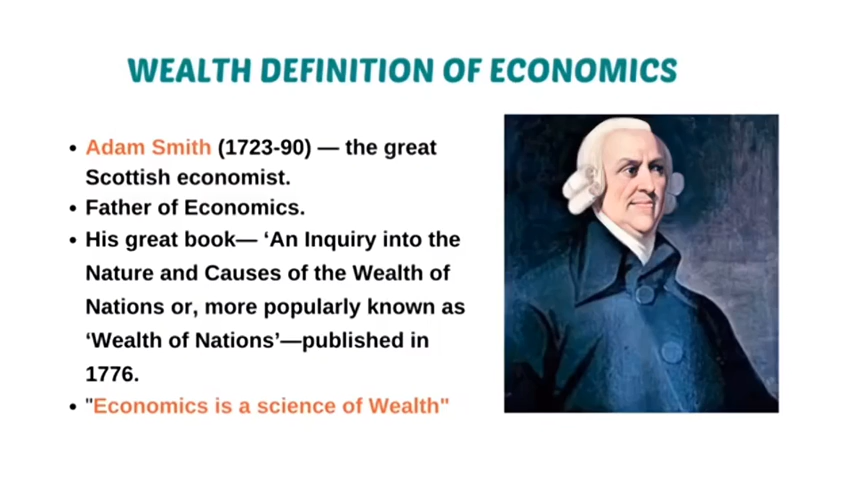 WEALTH DEFINITION OF ECONOMICS
• Adam Smith (1723-90) — the great
Scottish economist.
• Father of Economics.
• His great book— ‘An Inquiry into the
Nature and Causes of the Wealth of
Nations or, more popularly known as
‘Wealth of Nations’—published in
1776.
• "Economics is a science of Wealth"